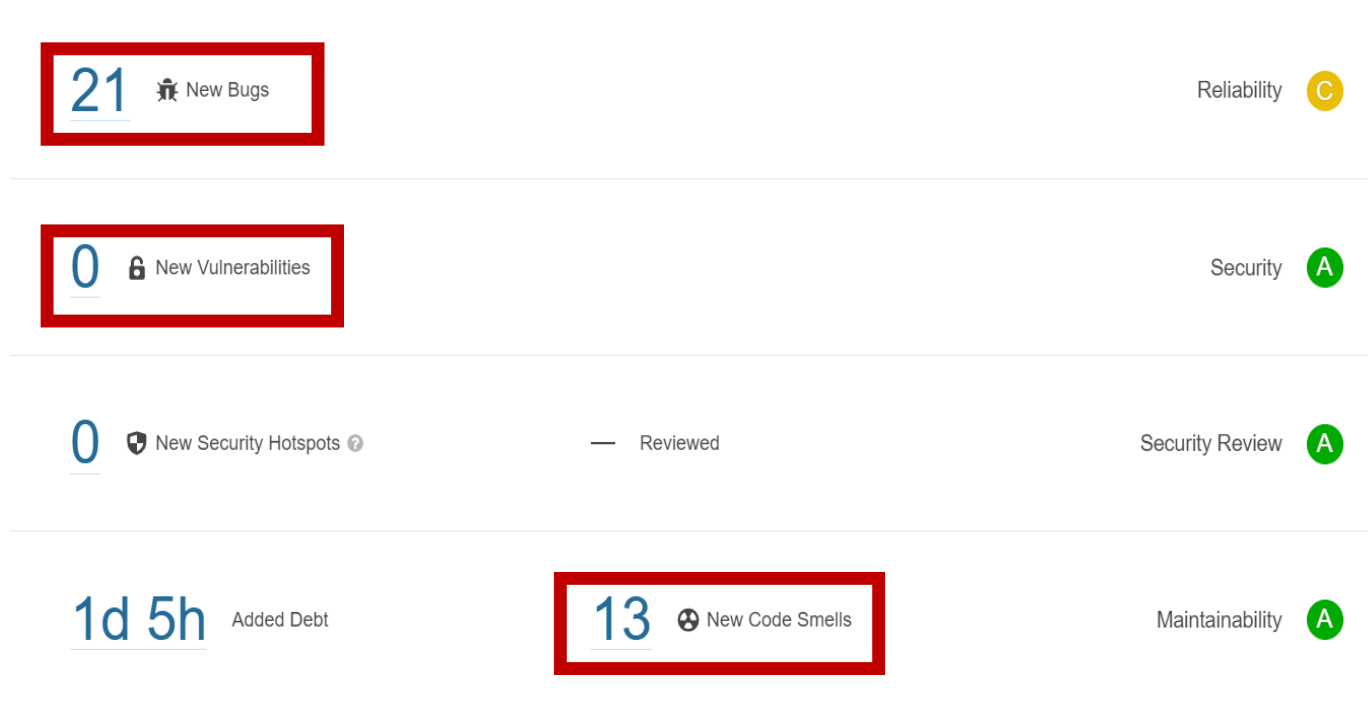 21 New Bugs Reliability C
0 New Vulnerabilities Security A
0 New Security Hotspots ? — Reviewed Security Review A
1d 5h Added Debt 13 New Code Smells Maintainability A